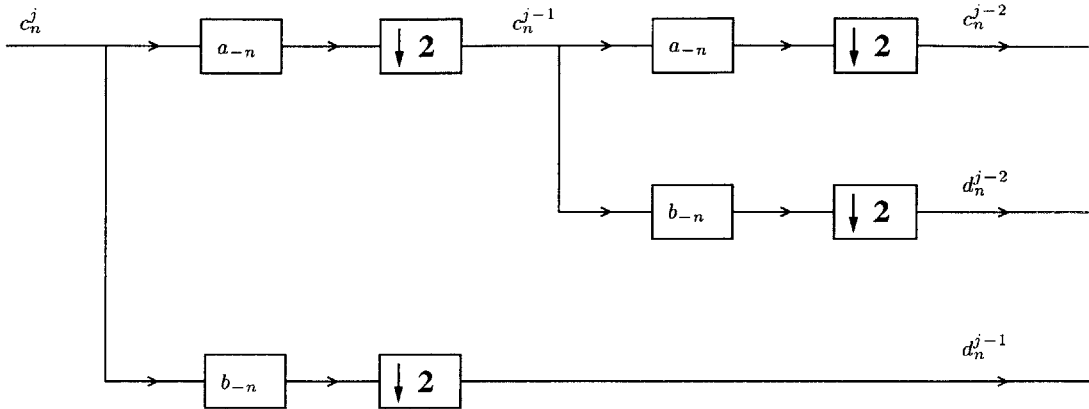 c_n^j a_{-n} ↓ 2 c_n^{j-1} a_{-n} ↓ 2 c_n^{j-2}
b_{-n} ↓ 2 d_n^{j-2}
b_{-n} ↓ 2 d_n^{j-1}